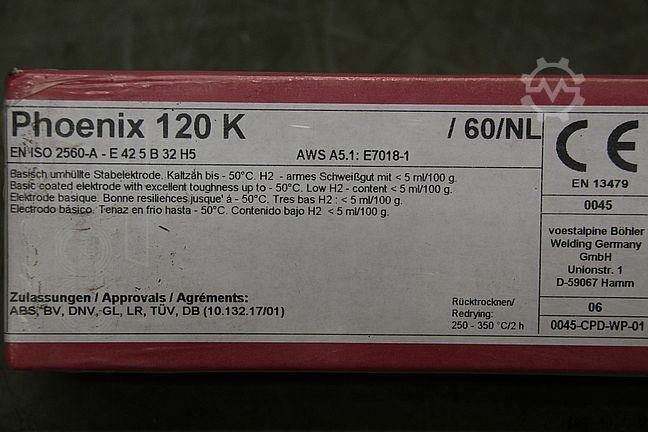 Phoenix 120 K / 60/NL
EN ISO 2560-A - E 42 5 B 32 H5 AWS A5.1: E7018-1
Basisch umhüllte Stabelektrode. Kaltzäh bis - 50°C. H2 - armes Schweißgut mit < 5 ml/100 g.
Basic coated elektrode with excellent toughness up to - 50°C. Low H2 - content < 5 ml/100 g.
Elektrode basique. Bonne resiliences jusque' á - 50°C. Tres bas H2 : < 5 ml/100 g.
Electrodo básico. Tenaz en frio hasta - 50°C. Contenido bajo H2 < 5 ml/100 g.
Zulassungen / Approvals / Agréments:
ABS, BV, DNV, GL, LR, TÜV, DB (10.132.17/01)
Rücktrocknen/
Redrying:
250 - 350 °C/2 h
CE
EN 13479
0045
voestalpine Böhler
Welding Germany
GmbH
Unionstr. 1
D-59067 Hamm
06
0045-CPD-WP-01